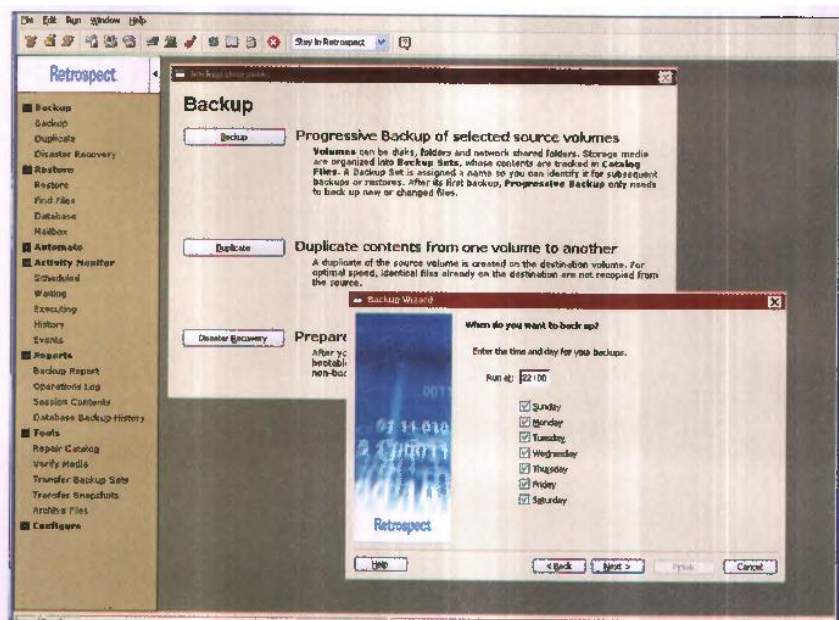 File Edit Run Window Help
Stay in Retrospect
Retrospect
Backup
Backup
Duplicate
Disaster Recovery
Restore
Restore
Find Files
Database
Mailbox
Automate
Activity Monitor
Scheduled
Waiting
Executing
History
Events
Reports
Backup Report
Operations Log
Session Contents
Database Backup History
Tools
Repair Catalog
Verify Media
Transfer Backup Sets
Transfer Snapshots
Archive Files
Configure
Backup
Backup
Progressive Backup of selected source volumes
Volumes can be disks, folders and network shared folders. Storage media
are organized into Backup Sets, whose contents are tracked in Catalog
Files. A Backup Set is assigned a name so you can identify it for subsequent
backups or restores. After its first backup, Progressive Backup only needs
to back up new or changed files.
Duplicate
Duplicate contents from one volume to another
A duplicate of the source volume is created on the destination volume. For
optimal speed, identical files already on the destination are not recopied from
the source.
Disaster Recovery
Prepare
After yo
bootabl
non-boo
Backup Wizard
When do you want to back up?
Enter the time and day for your backups.
Run at: 22:00
Sunday
Monday
Tuesday
Wednesday
Thursday
Friday
Saturday
Retrospect
Help
< Back
Next >
Finish
Cancel